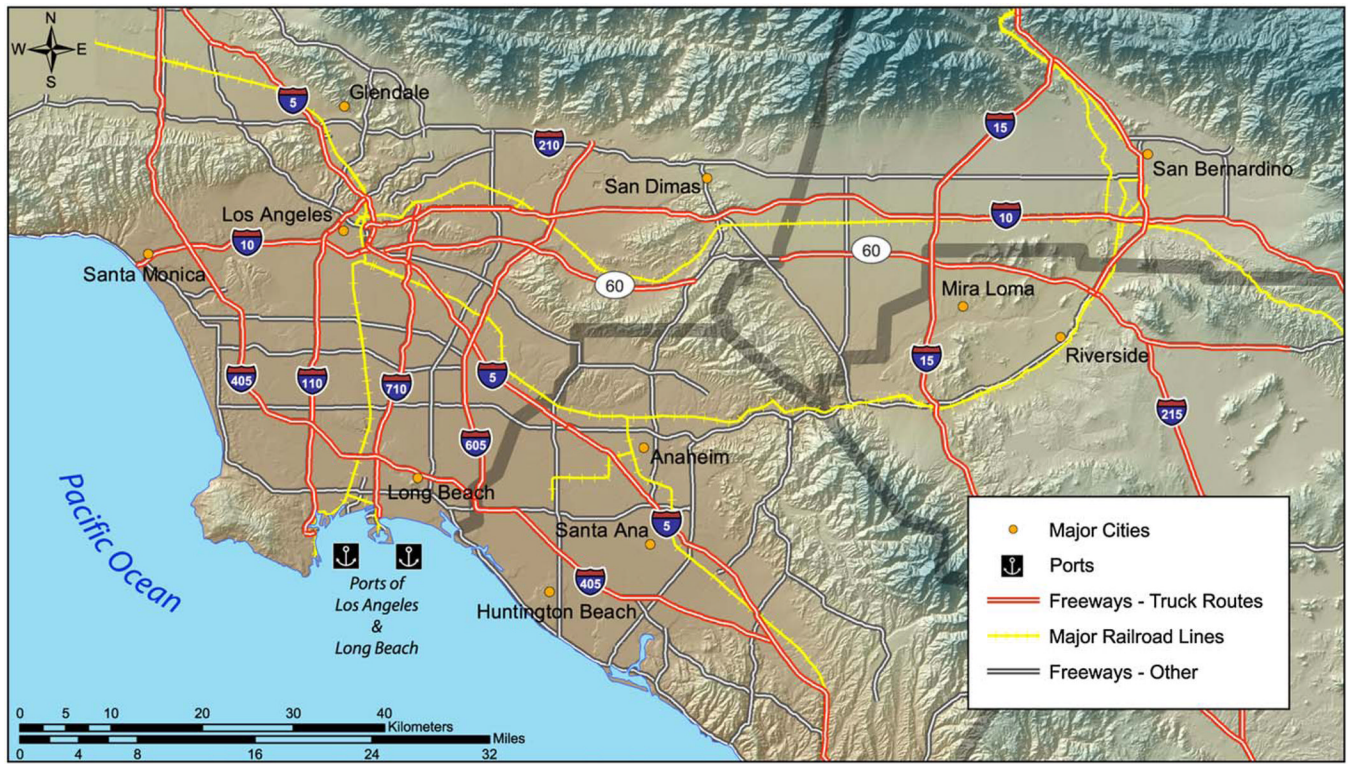 N
W E
S
5
Glendale
210
15
San Dimas
San Bernardino
Los Angeles
10
10
60
Santa Monica
60
Mira Loma
Riverside
405
110
710
5
15
215
605
Anaheim
Long Beach
Pacific Ocean
Santa Ana
5
Ports of
Los Angeles
&
Long Beach
405
Huntington Beach
Major Cities
Ports
Freeways - Truck Routes
Major Railroad Lines
Freeways - Other
0 5 10 20 30 40
Kilometers
Miles
0 4 8 16 24 32